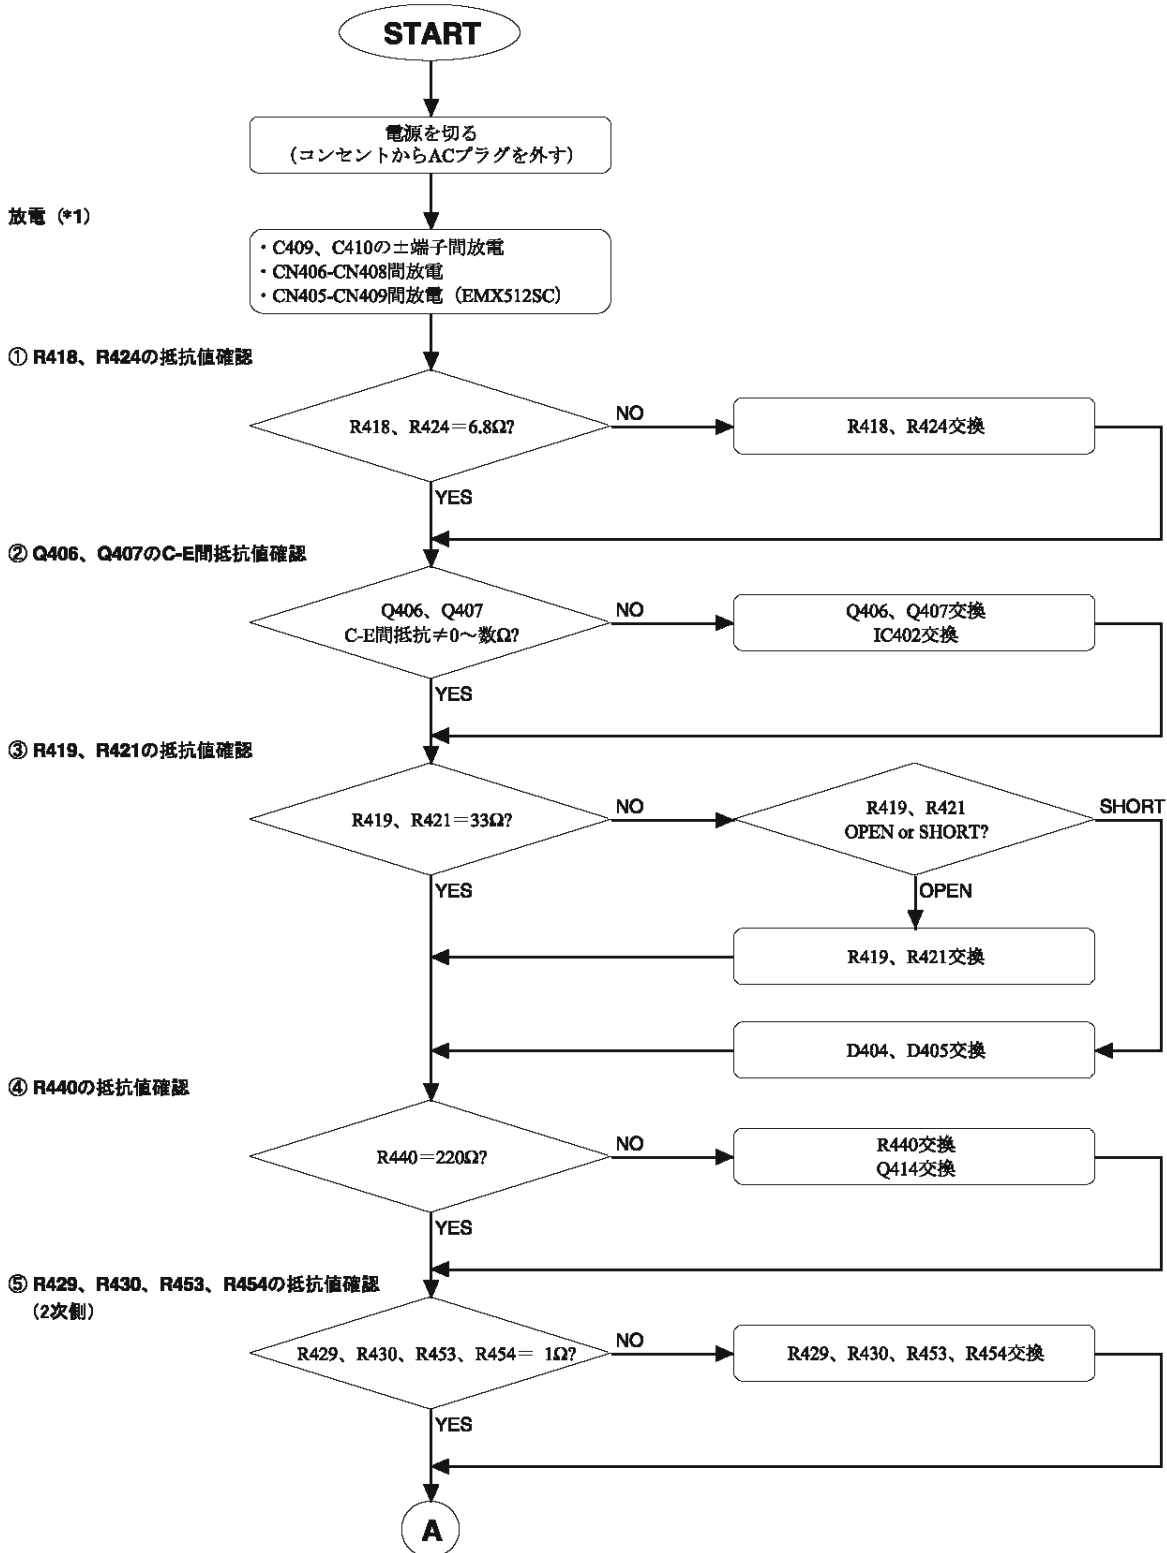 START
電源を切る
（コンセントからACプラグを外す）
放電（*1）
・C409、C410の±端子間放電
・CN406-CN408間放電
・CN405-CN409間放電（EMX512SC）
① R418、R424の抵抗値確認
R418、R424＝6.8Ω?
NO
R418、R424交換
YES
② Q406、Q407のC-E間抵抗値確認
Q406、Q407
C-E間抵抗≠0～数Ω?
NO
Q406、Q407交換
IC402交換
YES
③ R419、R421の抵抗値確認
R419、R421＝33Ω?
NO
R419、R421
OPEN or SHORT?
SHORT
YES
OPEN
R419、R421交換
D404、D405交換
④ R440の抵抗値確認
R440＝220Ω?
NO
R440交換
Q414交換
YES
⑤ R429、R430、R453、R454の抵抗値確認
（2次側）
R429、R430、R453、R454＝ 1Ω?
NO
R429、R430、R453、R454交換
YES
A